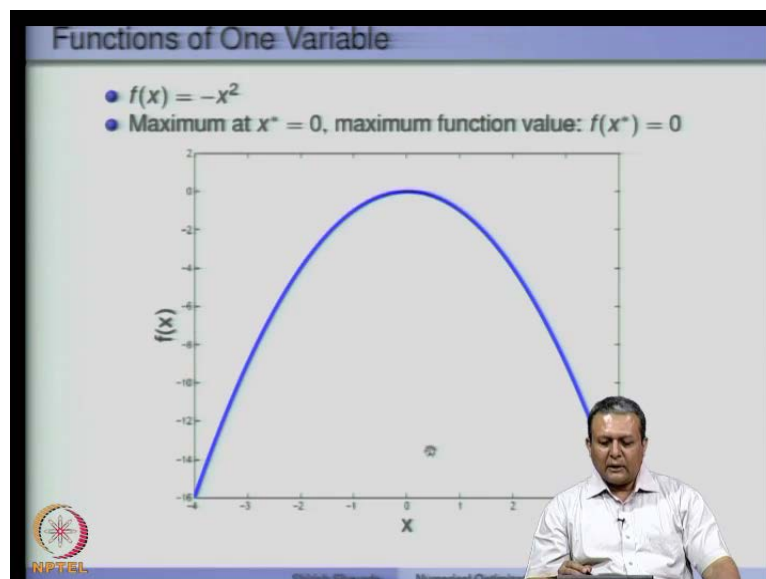 Functions of One Variable
f(x) = -x²
Maximum at x* = 0, maximum function value: f(x*) = 0
2
0
-2
-4
-6
-8
-10
-12
-14
-16
f(x)
-4 -3 -2 -1 0 1 2
x
NPTEL
Numerical